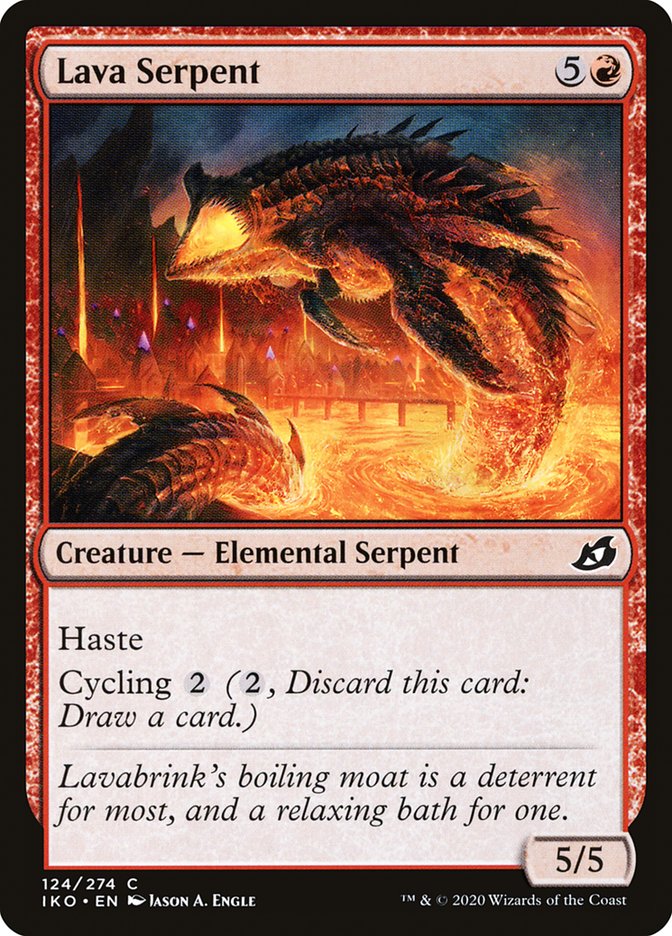 Lava Serpent 5
Creature — Elemental Serpent
Haste
Cycling 2 (2, Discard this card:
Draw a card.)
Lavabrink's boiling moat is a deterrent
for most, and a relaxing bath for one.
5/5
124/274 C
IKO • EN Jason A. Engle
™ & © 2020 Wizards of the Coast